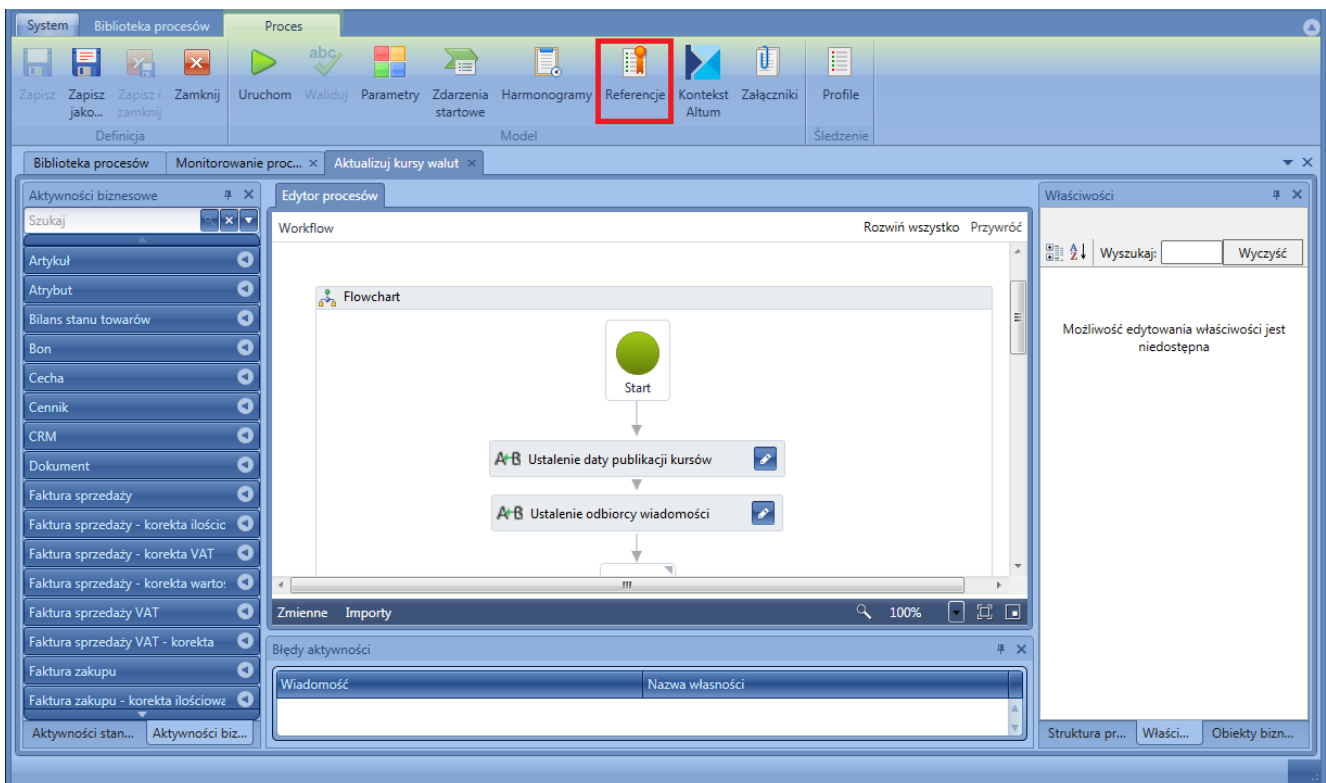 System Biblioteka procesów Proces
abc
Zapisz Zapisz jako... Zapisz i zamknij Zamknij Uruchom Waliduj Parametry Zdarzenia startowe Harmonogramy Referencje Kontekst Altum Załączniki Profile
Definicja Model Śledzenie
Biblioteka procesów Monitorowanie proc... Aktualizuj kursy walut
Aktywności biznesowe
Szukaj
Artykuł
Atrybut
Bilans stanu towarów
Bon
Cecha
Cennik
CRM
Dokument
Faktura sprzedaży
Faktura sprzedaży - korekta ilośc
Faktura sprzedaży - korekta VAT
Faktura sprzedaży - korekta warto
Faktura sprzedaży VAT
Faktura sprzedaży VAT - korekta
Faktura zakupu
Faktura zakupu - korekta ilościow
Aktywności stan... Aktywności biz...
Edytor procesów
Workflow Rozwiń wszystko Przywróć
Flowchart
Start
A+B Ustalenie daty publikacji kursów
A+B Ustalenie odbiorcy wiadomości
Zmienne Importy 100%
Błędy aktywności
Wiadomość Nazwa własności
Właściwości
A Z Wyszukaj: Wyczyść
Możliwość edytowania właściwości jest
niedostępna
Struktura pr... Właści... Obiekty bizn...